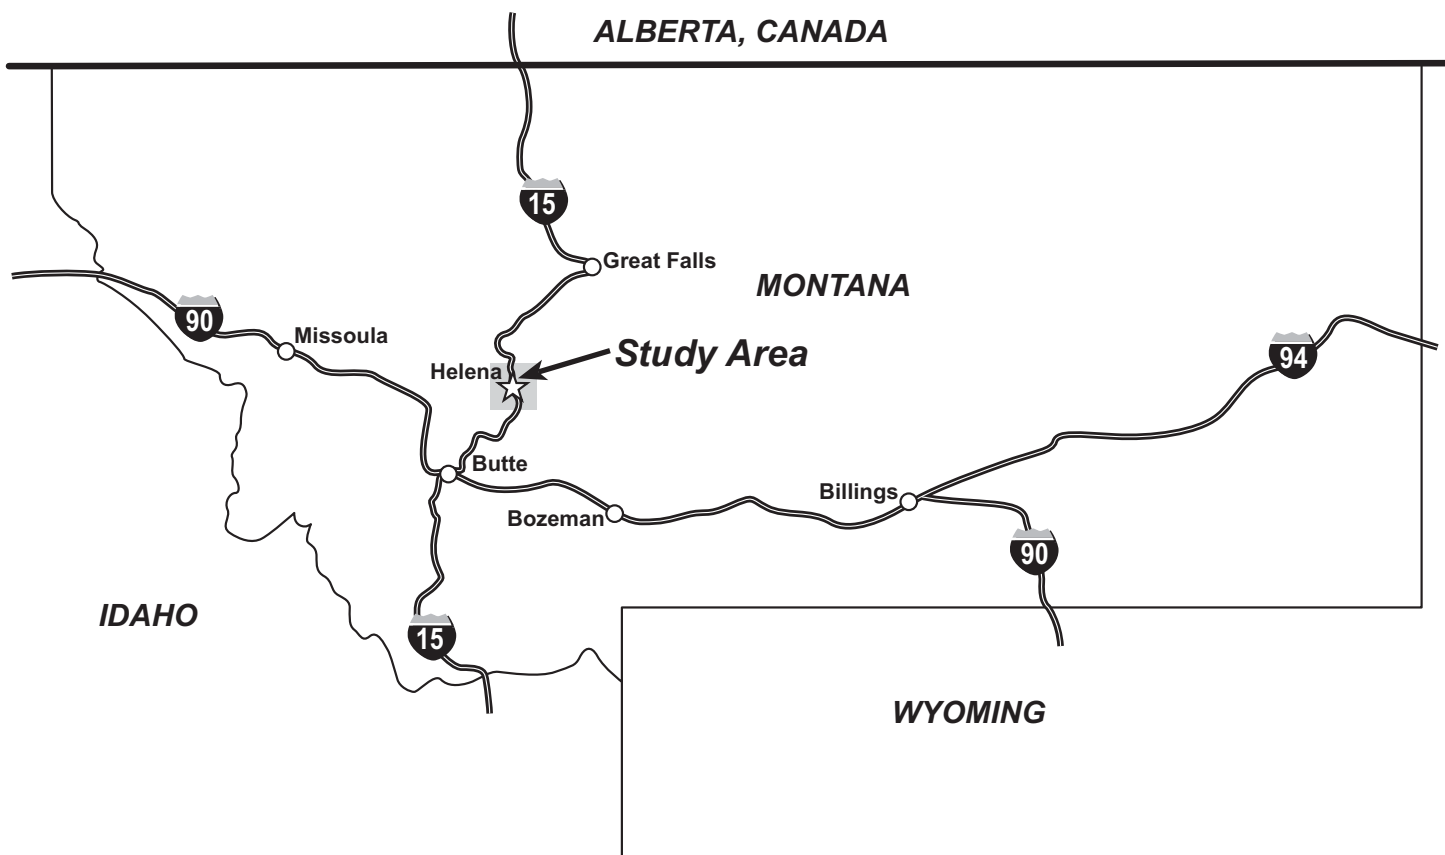 ALBERTA, CANADA
15
Great Falls
MONTANA
90
Missoula
Study Area
94
Helena
Butte
Billings
Bozeman
90
IDAHO
15
WYOMING